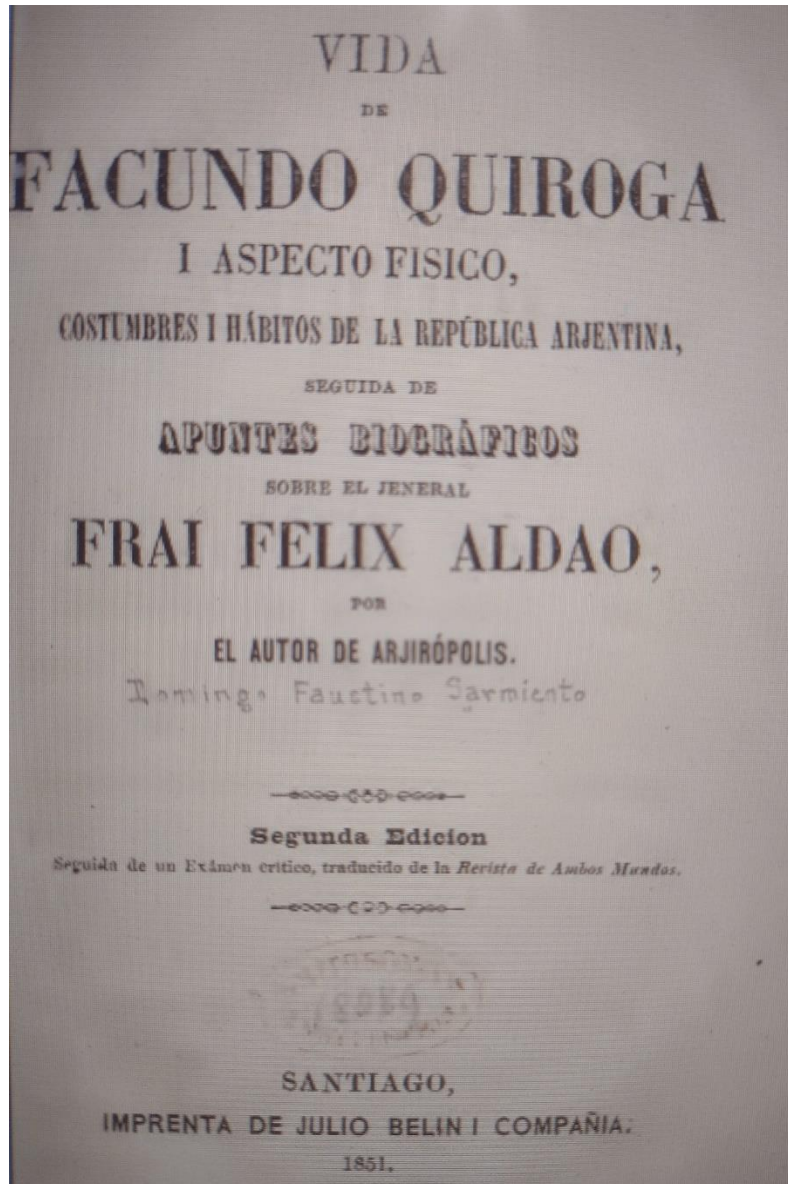 VIDA
DE
FACUNDO QUIROGA
I ASPECTO FISICO,
COSTUMBRES I HÁBITOS DE LA REPÚBLICA ARJENTINA,
SEGUIDA DE
APUNTES BIOGRÁFICOS
SOBRE EL JENERAL
FRAI FELIX ALDAO,
POR
EL AUTOR DE ARJIRÓPOLIS.
Domingo Faustino Sarmiento
Segunda Edicion
Seguida de un Exámen crítico, traducido de la Revista de Ambos Mundos.
SANTIAGO,
IMPRENTA DE JULIO BELIN I COMPAÑIA.
1851.